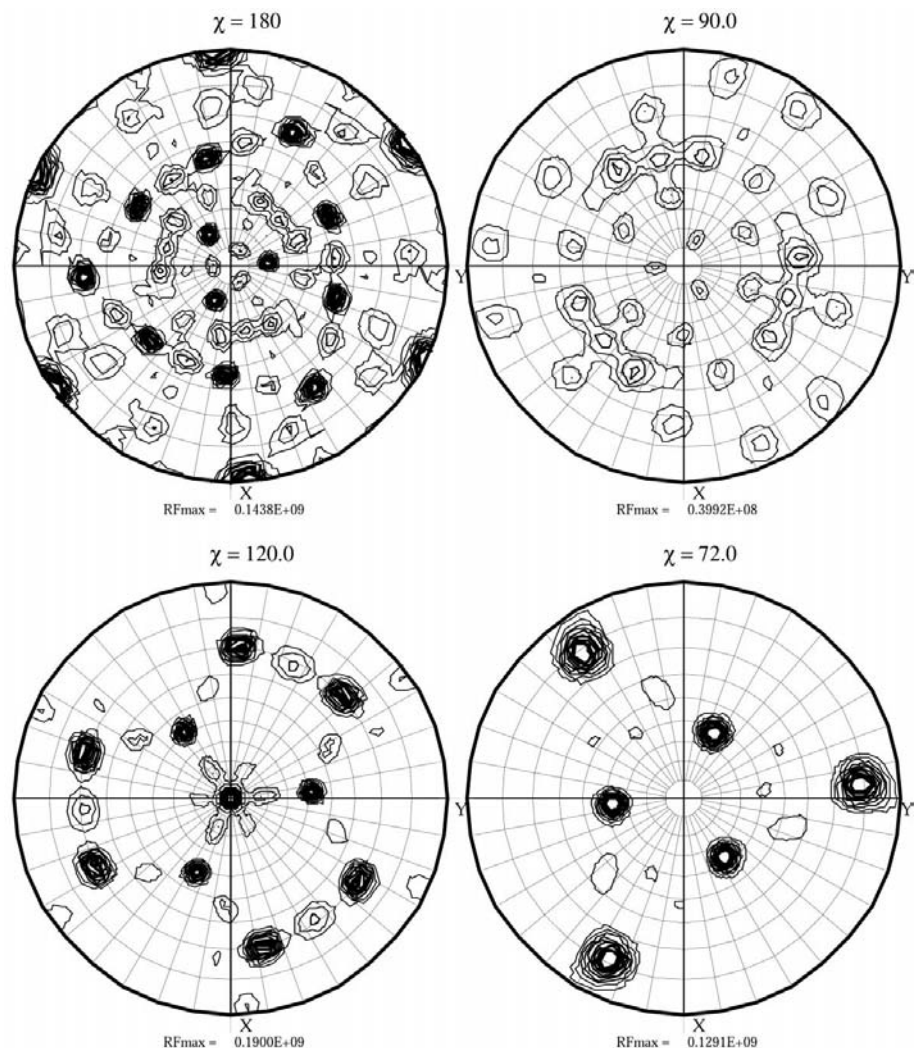 χ = 180
χ = 90.0
Y
Y
X
X
RFmax = 0.1438E+09
RFmax = 0.3992E+08
χ = 120.0
χ = 72.0
Y
Y
X
X
RFmax = 0.1900E+09
RFmax = 0.1291E+09